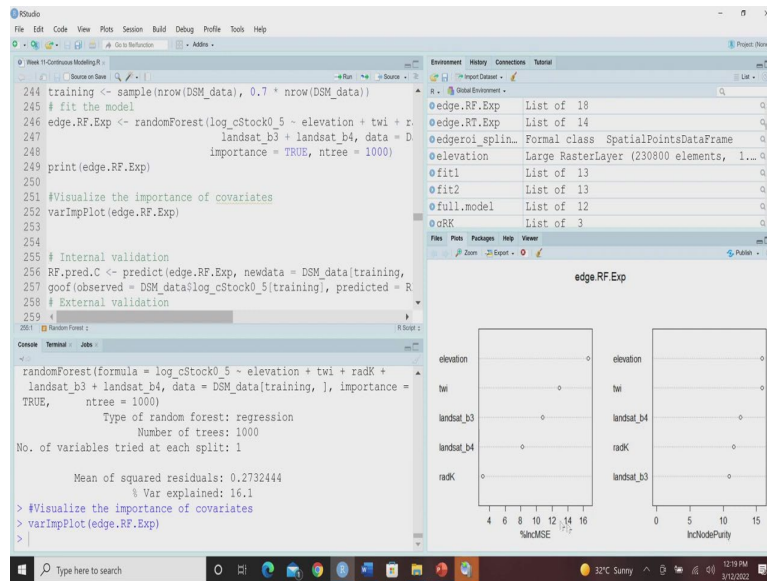 RStudio
File Edit Code View Plots Session Build Debug Profile Tools Help
Go to file/function Addins
Project: (None
Week 11-Continuous Modelling.R
Source on Save Run Source
244 training <- sample(nrow(DSM_data), 0.7 * nrow(DSM_data))
245 # fit the model
246 edge.RF.Exp <- randomForest(log_cStock0_5 ~ elevation + twi + r
247 landsat_b3 + landsat_b4, data = D
248 importance = TRUE, ntree = 1000)
249 print(edge.RF.Exp)
250
251 #Visualize the importance of covariates
252 varImpPlot(edge.RF.Exp)
253
254
255 # Internal validation
256 RF.pred.C <- predict(edge.RF.Exp, newdata = DSM_data[training,
257 goof(observed = DSM_data$log_cStock0_5[training], predicted = R
258 # External validation
259
255:1 Random Forest R Script
Console Terminal Jobs
randomForest(formula = log_cStock0_5 ~ elevation + twi + radK +
landsat_b3 + landsat_b4, data = DSM_data[training, ], importance =
TRUE, ntree = 1000)
Type of random forest: regression
Number of trees: 1000
No. of variables tried at each split: 1
Mean of squared residuals: 0.2732444
% Var explained: 16.1
> #Visualize the importance of covariates
> varImpPlot(edge.RF.Exp)
>
Environment History Connections Tutorial
Import Dataset List
R Global Environment
edge.RF.Exp List of 18
edge.RT.Exp List of 14
edgeroi_splin… Formal class SpatialPointsDataFrame
elevation Large RasterLayer (230800 elements, 1.…
fit1 List of 13
fit2 List of 13
full.model List of 12
gRK List of 3
Files Plots Packages Help Viewer
Zoom Export Publish
edge.RF.Exp
elevation
twi
landsat_b3
landsat_b4
radK
4 6 8 10 12 14 16
%IncMSE
elevation
twi
landsat_b4
radK
landsat_b3
0 5 10 15
IncNodePurity
Type here to search
32°C Sunny
12:19 PM
3/12/2022